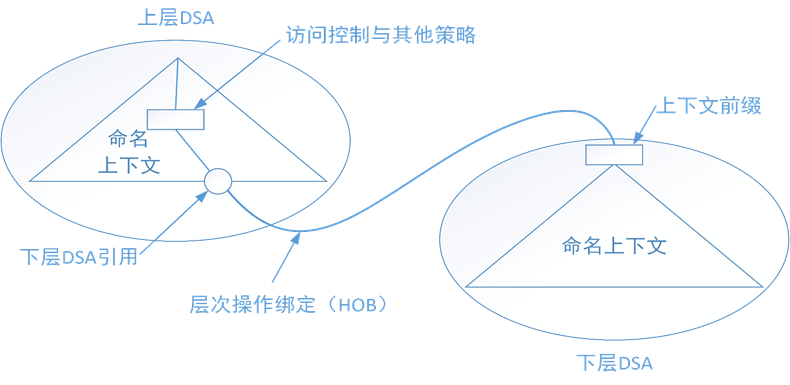 上层DSA
访问控制与其他策略
上下文前缀
命名
上下文
命名上下文
下层DSA引用
层次操作绑定（HOB）
下层DSA